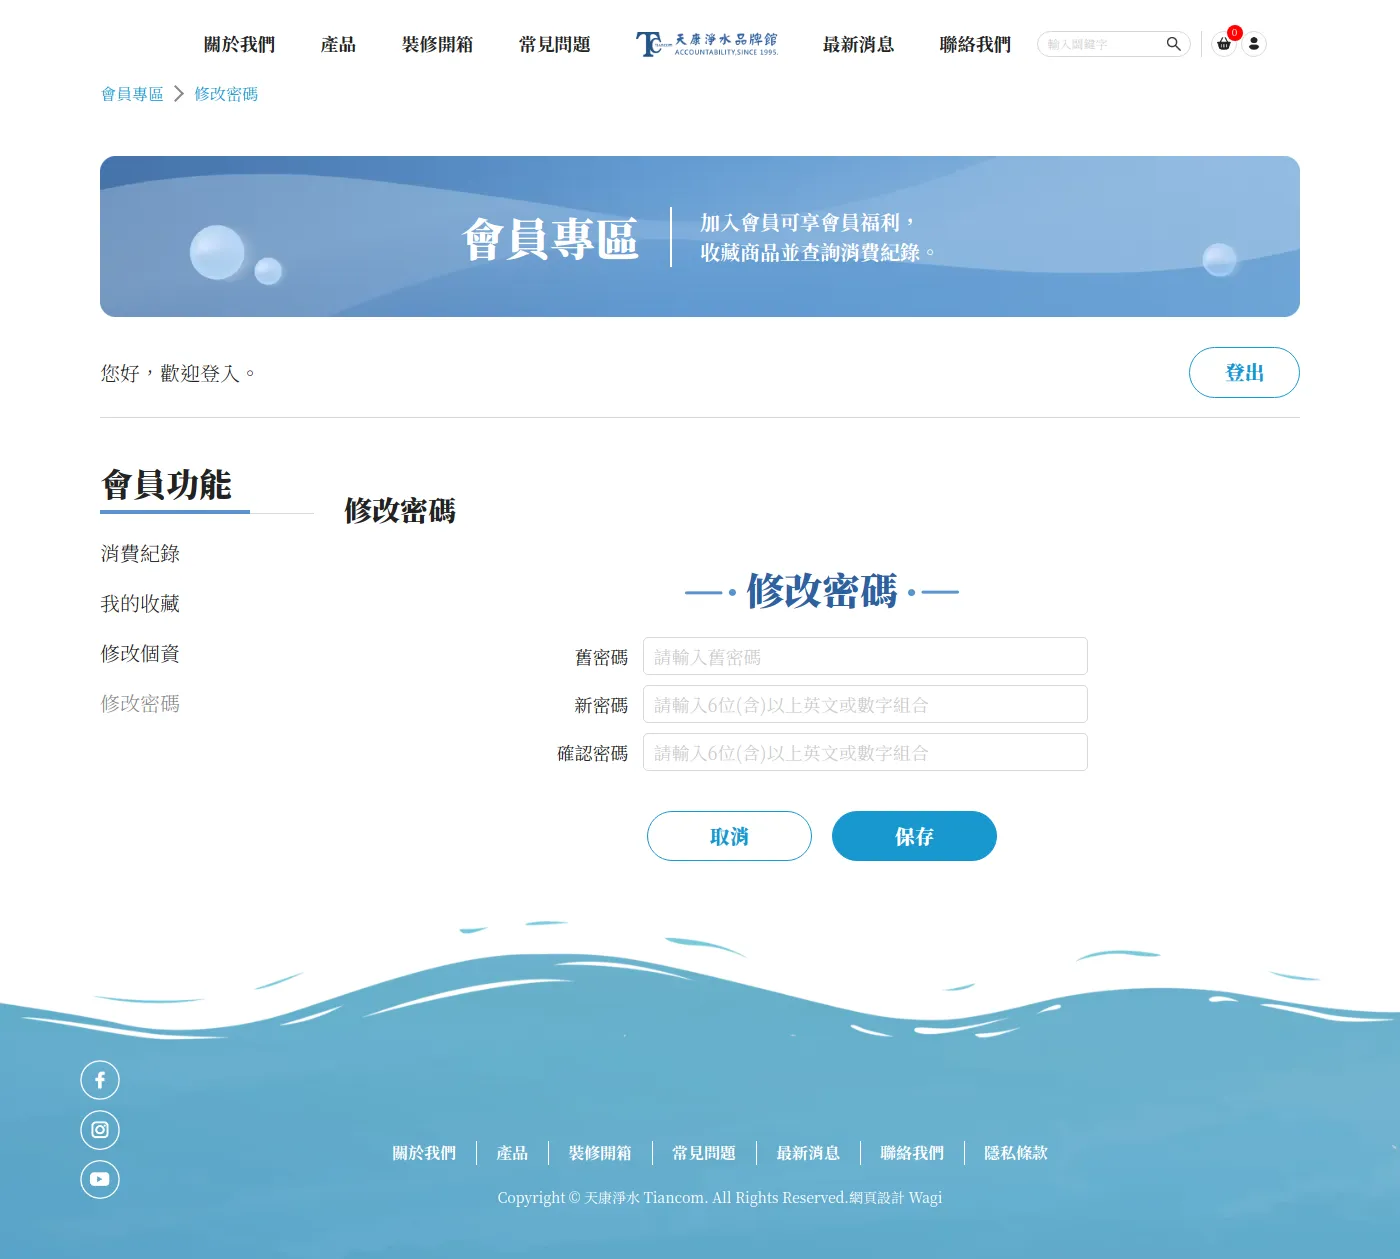 關於我們
產品
裝修開箱
常見問題
Tiancom 天康淨水品牌館
ACCOUNTABILITY,SINCE 1995.
最新消息
聯絡我們
輸入關鍵字
0
會員專區
修改密碼
會員專區
加入會員可享會員福利，
收藏商品並查詢消費紀錄。
您好，歡迎登入。
登出
會員功能
消費紀錄
我的收藏
修改個資
修改密碼
修改密碼
修改密碼
舊密碼 請輸入舊密碼
新密碼 請輸入6位(含)以上英文或數字組合
確認密碼 請輸入6位(含)以上英文或數字組合
取消
保存
關於我們
產品
裝修開箱
常見問題
最新消息
聯絡我們
隱私條款
Copyright © 天康淨水 Tiancom. All Rights Reserved.網頁設計 Wagi